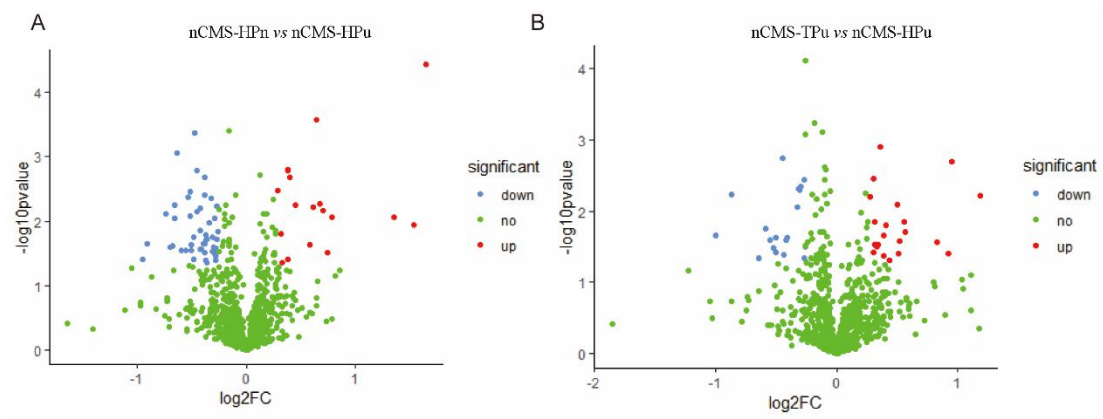 A
nCMS-HPn vs nCMS-HPu
-log10pvalue
4
3
2
1
0
-1
0
1
log2FC
significant
down
no
up
B
nCMS-TPu vs nCMS-HPu
-log10pvalue
4
3
2
1
0
-2
-1
0
1
log2FC
significant
down
no
up